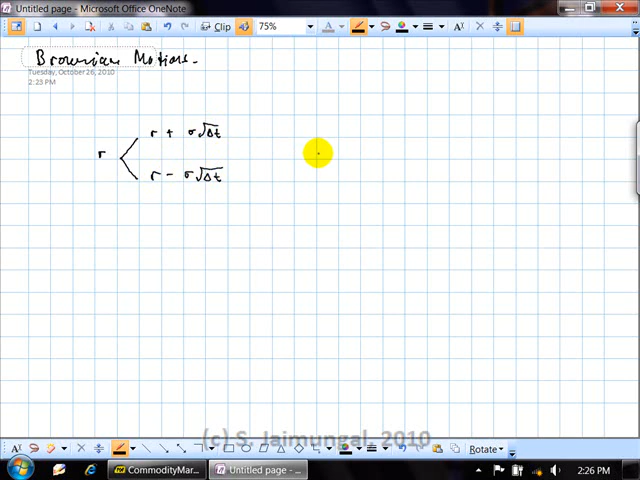 Untitled page - Microsoft Office OneNote
75%
Clip
Brownian Motions.
Tuesday, October 26, 2010
2:23 PM
r + σ√Δt
r
r - σ√Δt
(c) S. Jaimungal, 2010
Rotate
CommodityMar...
Untitled page - ...
2:26 PM